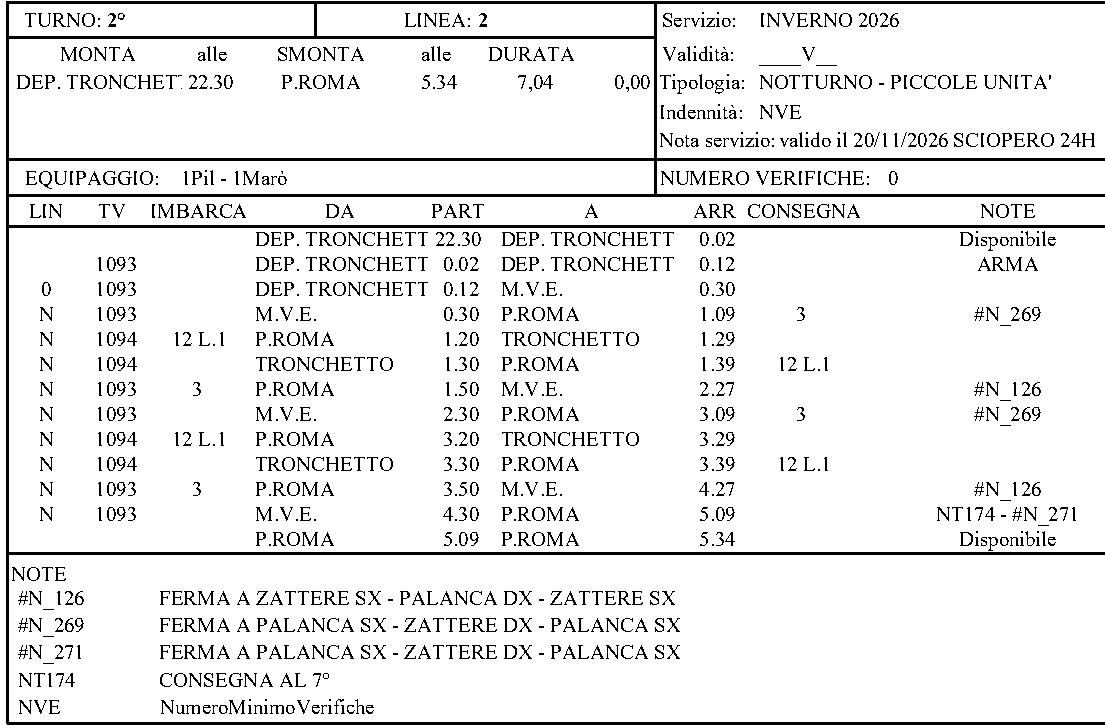 TURNO: 2° LINEA: 2 Servizio: INVERNO 2026
MONTA alle SMONTA alle DURATA Validità: ____V__
DEP. TRONCHETT 22.30 P.ROMA 5.34 7,04 0,00 Tipologia: NOTTURNO - PICCOLE UNITA'
Indennità: NVE
Nota servizio: valido il 20/11/2026 SCIOPERO 24H
EQUIPAGGIO: 1Pil - 1Marò NUMERO VERIFICHE: 0
LIN TV IMBARCA DA PART A ARR CONSEGNA NOTE
DEP. TRONCHETT 22.30 DEP. TRONCHETT 0.02 Disponibile
1093 DEP. TRONCHETT 0.02 DEP. TRONCHETT 0.12 ARMA
0 1093 DEP. TRONCHETT 0.12 M.V.E. 0.30
N 1093 M.V.E. 0.30 P.ROMA 1.09 3 #N_269
N 1094 12 L.1 P.ROMA 1.20 TRONCHETTO 1.29
N 1094 TRONCHETTO 1.30 P.ROMA 1.39 12 L.1
N 1093 3 P.ROMA 1.50 M.V.E. 2.27 #N_126
N 1093 M.V.E. 2.30 P.ROMA 3.09 3 #N_269
N 1094 12 L.1 P.ROMA 3.20 TRONCHETTO 3.29
N 1094 TRONCHETTO 3.30 P.ROMA 3.39 12 L.1
N 1093 3 P.ROMA 3.50 M.V.E. 4.27 #N_126
N 1093 M.V.E. 4.30 P.ROMA 5.09 NT174 - #N_271
P.ROMA 5.09 P.ROMA 5.34 Disponibile
NOTE
#N_126 FERMA A ZATTERE SX - PALANCA DX - ZATTERE SX
#N_269 FERMA A PALANCA SX - ZATTERE DX - PALANCA SX
#N_271 FERMA A PALANCA SX - ZATTERE DX - PALANCA SX
NT174 CONSEGNA AL 7°
NVE NumeroMinimoVerifiche